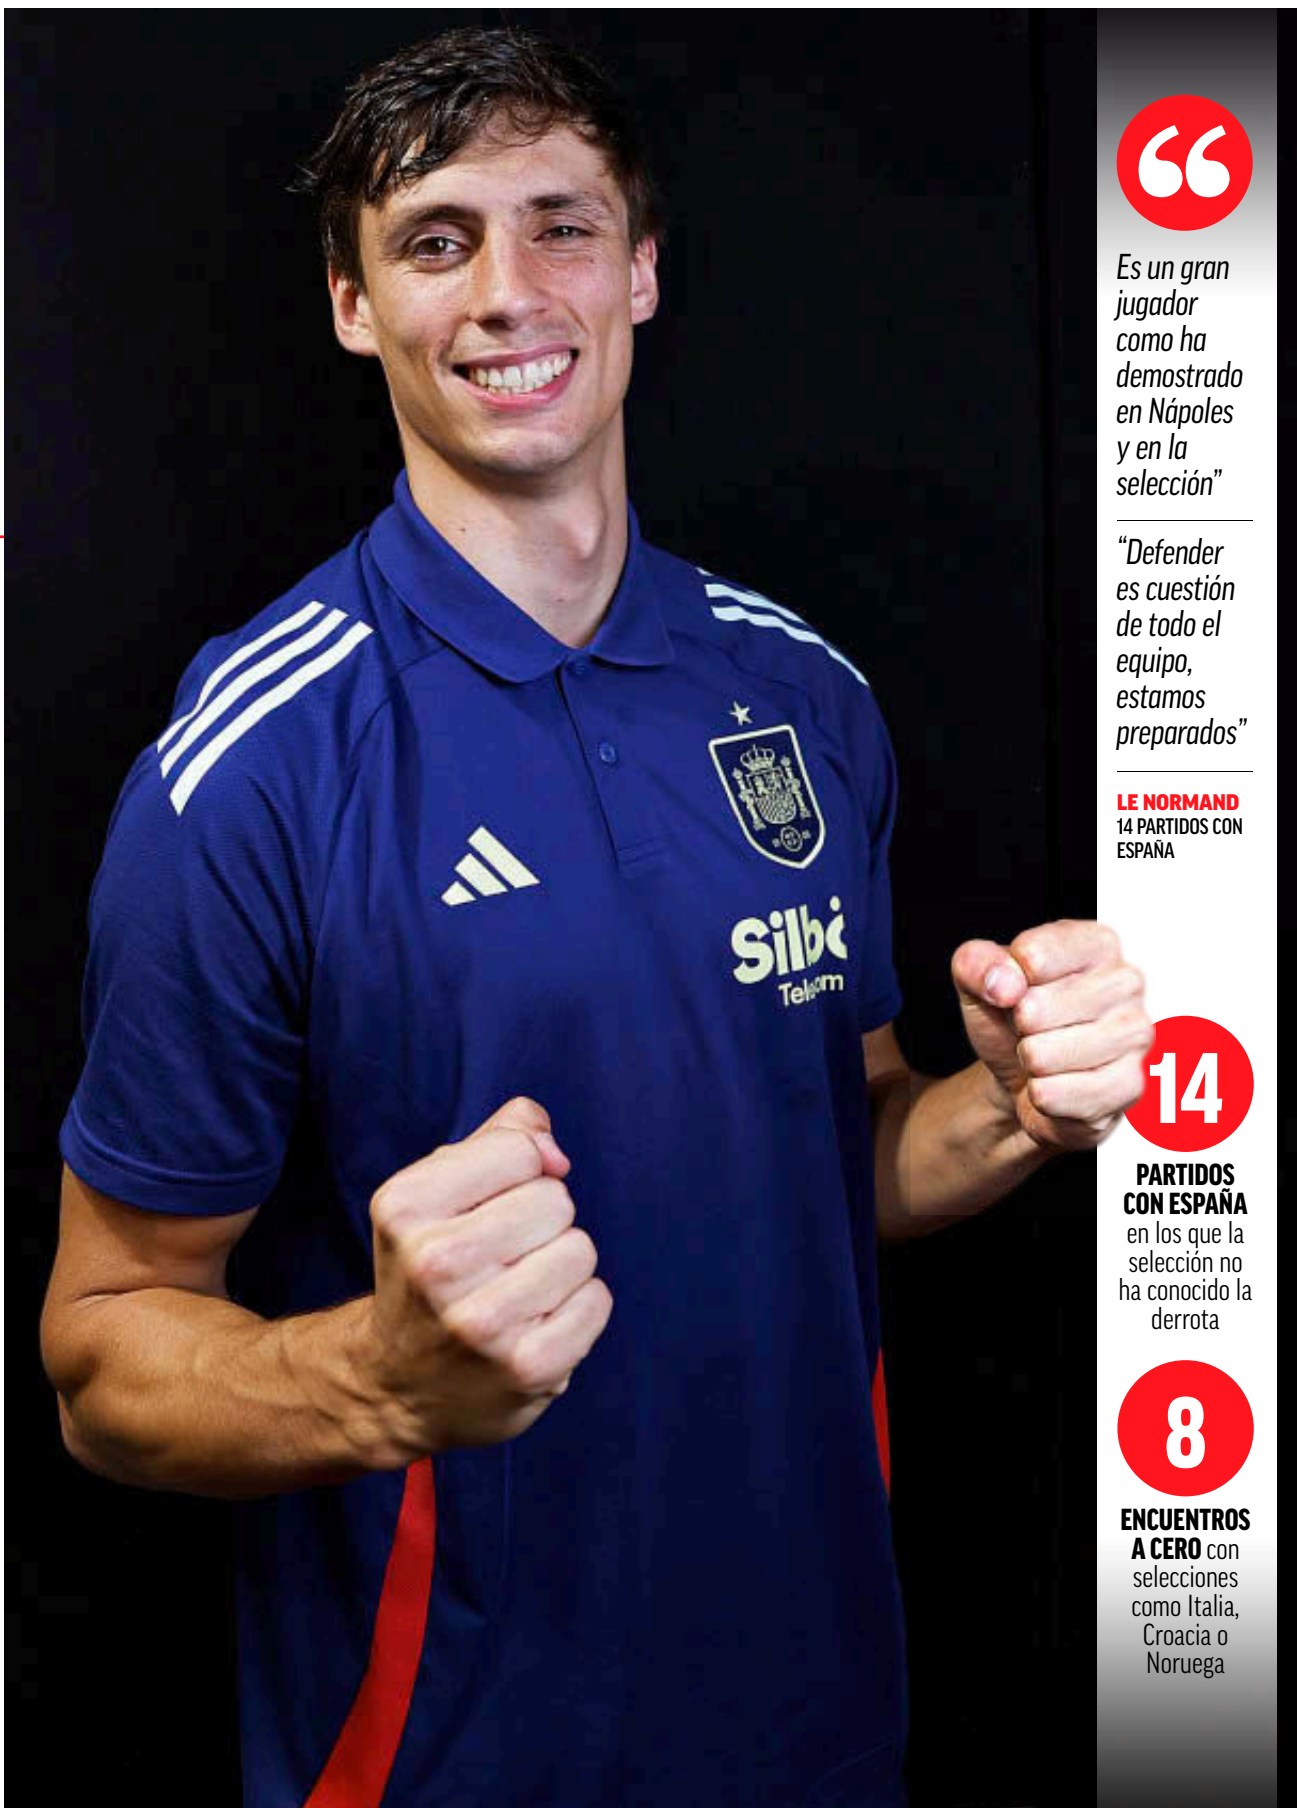 “
Es un gran
jugador
como ha
demostrado
en Nápoles
y en la
selección”
“Defender
es cuestión
de todo el
equipo,
estamos
preparados”
LE NORMAND
14 PARTIDOS CON
ESPAÑA
Silbö
Telecom
14
PARTIDOS
CON ESPAÑA
en los que la
selección no
ha conocido la
derrota
8
ENCUENTROS
A CERO con
selecciones
como Italia,
Croacia o
Noruega